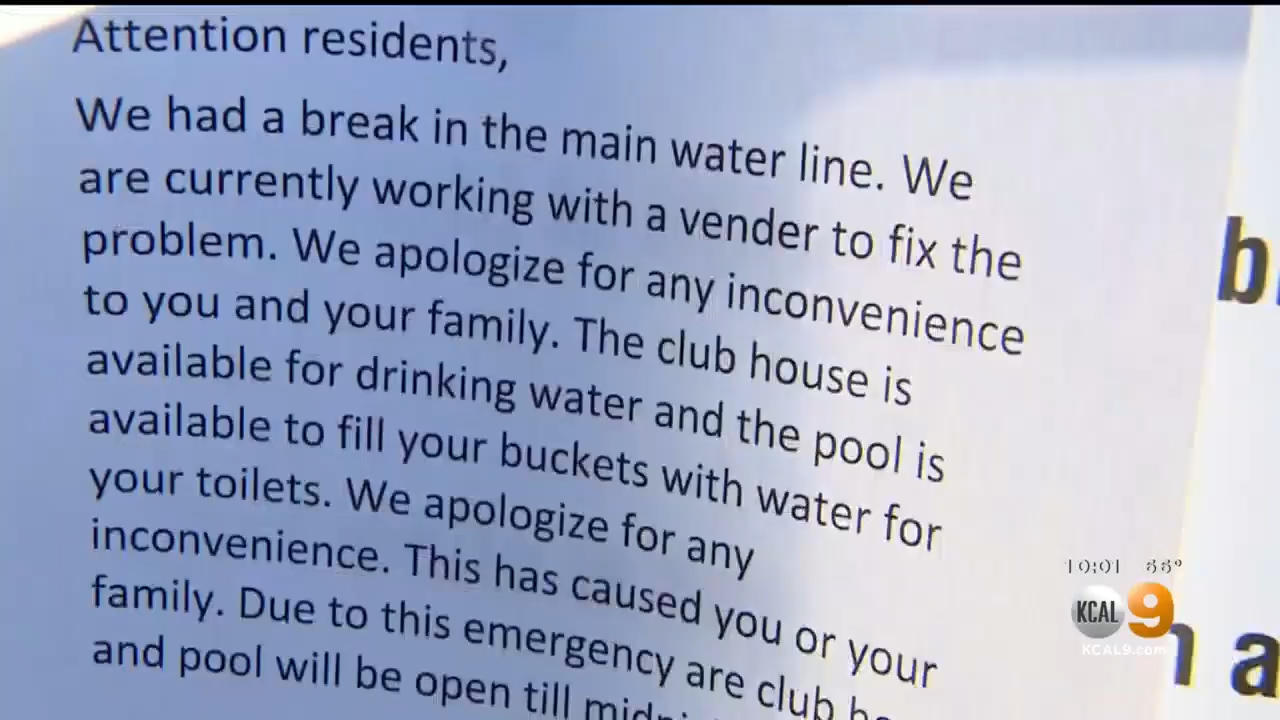 Attention residents,
We had a break in the main water line. We
are currently working with a vender to fix the
problem. We apologize for any inconvenience
to you and your family. The club house is
available for drinking water and the pool is
available to fill your buckets with water for
your toilets. We apologize for any
inconvenience. This has caused you or your
family. Due to this emergency are club
and pool will be open till
b
a
10:01 66°
KCAL 9
KCAL9.com